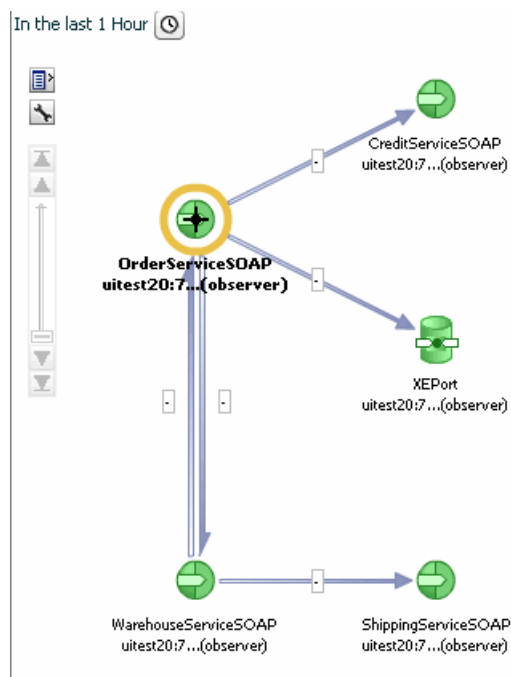 In the last 1 Hour
CreditServiceSOAP
uitest20:7...(observer)
-
OrderServiceSOAP
uitest20:7...(observer)
-
XEPort
uitest20:7...(observer)
-
-
WarehouseServiceSOAP
uitest20:7...(observer)
-
ShippingServiceSOAP
uitest20:7...(observer)